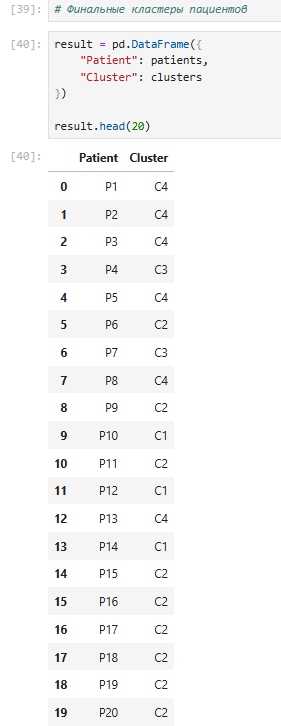 [39]: # Финальные кластеры пациентов
[40]: result = pd.DataFrame({
"Patient": patients,
"Cluster": clusters
})
result.head(20)
[40]: Patient Cluster
0 P1 C4
1 P2 C4
2 P3 C4
3 P4 C3
4 P5 C4
5 P6 C2
6 P7 C3
7 P8 C4
8 P9 C2
9 P10 C1
10 P11 C2
11 P12 C1
12 P13 C4
13 P14 C1
14 P15 C2
15 P16 C2
16 P17 C2
17 P18 C2
18 P19 C2
19 P20 C2